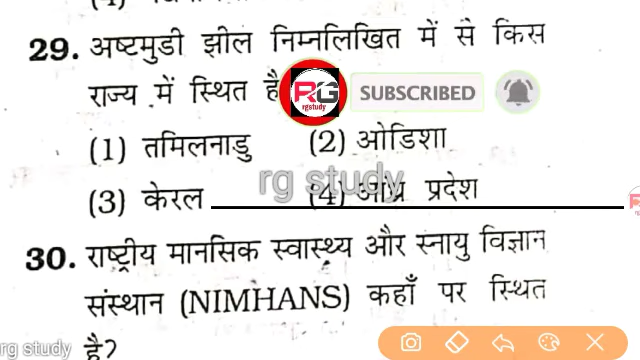 29. अष्टमुडी झील निम्नलिखित में से किस
राज्य में स्थित है
RG
rgstudy
SUBSCRIBED
(1) तमिलनाडु (2) ओडिशा
rg study
(3) केरल (4) आंध्र प्रदेश
30. राष्ट्रीय मानसिक स्वास्थ्य और स्नायु विज्ञान
संस्थान (NIMHANS) कहाँ पर स्थित
rg study
है?